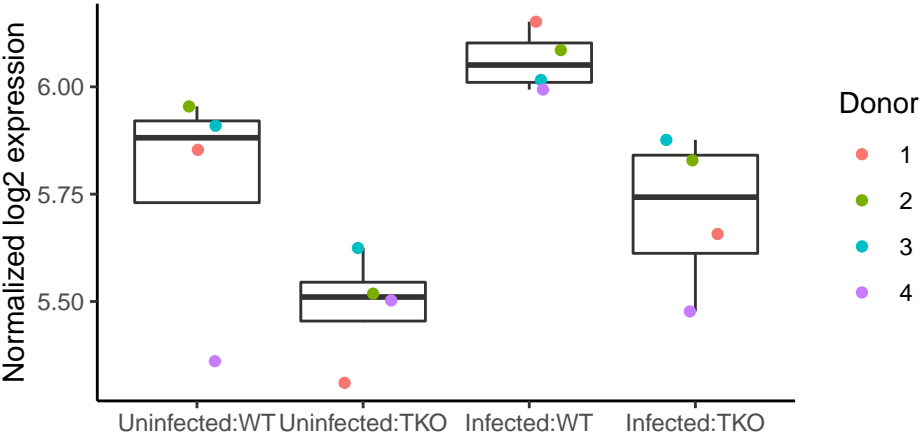 Normalized log2 expression
6.00
5.75
5.50
Uninfected:WT
Uninfected:TKO
Infected:WT
Infected:TKO
Donor
1
2
3
4